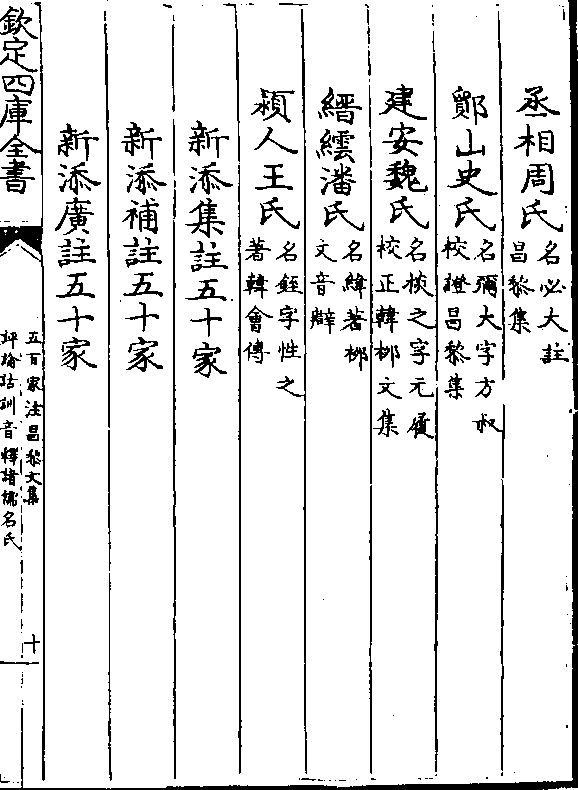 丞相周氏 名必大註昌黎集
鄮山史氏 名彌大字方叔校證昌黎集
建安魏氏 名挍之字元履校正韓栁文集
縉雲潘氏 名緯著栁文音辯
潁人王氏 名銍字性之著韓會傳
新添集註五十家
新添補註五十家
新添廣註五十家
欽定四庫全書
五百家注昌黎文集
評論詁訓音釋諸儒名氏
十